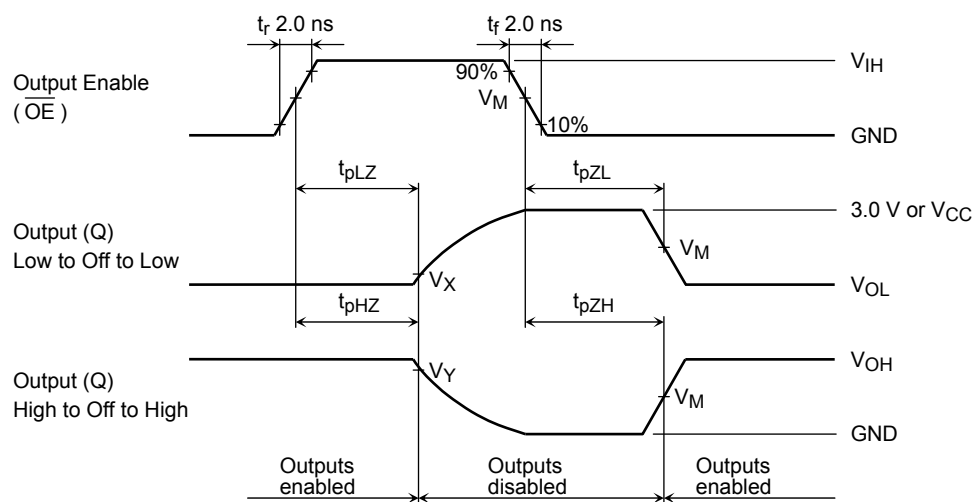 tr 2.0 ns
tf 2.0 ns
Output Enable
( OE )
90%
VM
10%
VIH
GND
tpLZ
tpZL
Output (Q)
Low to Off to Low
VX
VM
3.0 V or VCC
VOL
tpHZ
tpZH
Output (Q)
High to Off to High
VY
VM
VOH
GND
Outputs
enabled
Outputs
disabled
Outputs
enabled